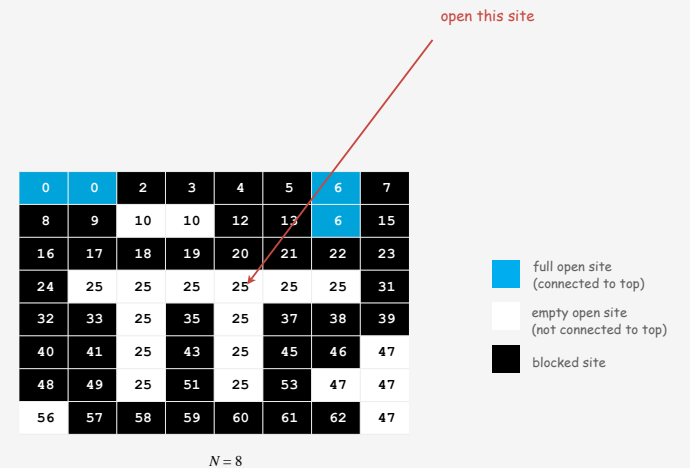 open this site
0 0 2 3 4 5 6 7
8 9 10 10 12 13 6 15
16 17 18 19 20 21 22 23
24 25 25 25 25 25 25 31
32 33 25 35 25 37 38 39
40 41 25 43 25 45 46 47
48 49 25 51 25 53 47 47
56 57 58 59 60 61 62 47
full open site
(connected to top)
empty open site
(not connected to top)
blocked site
N = 8